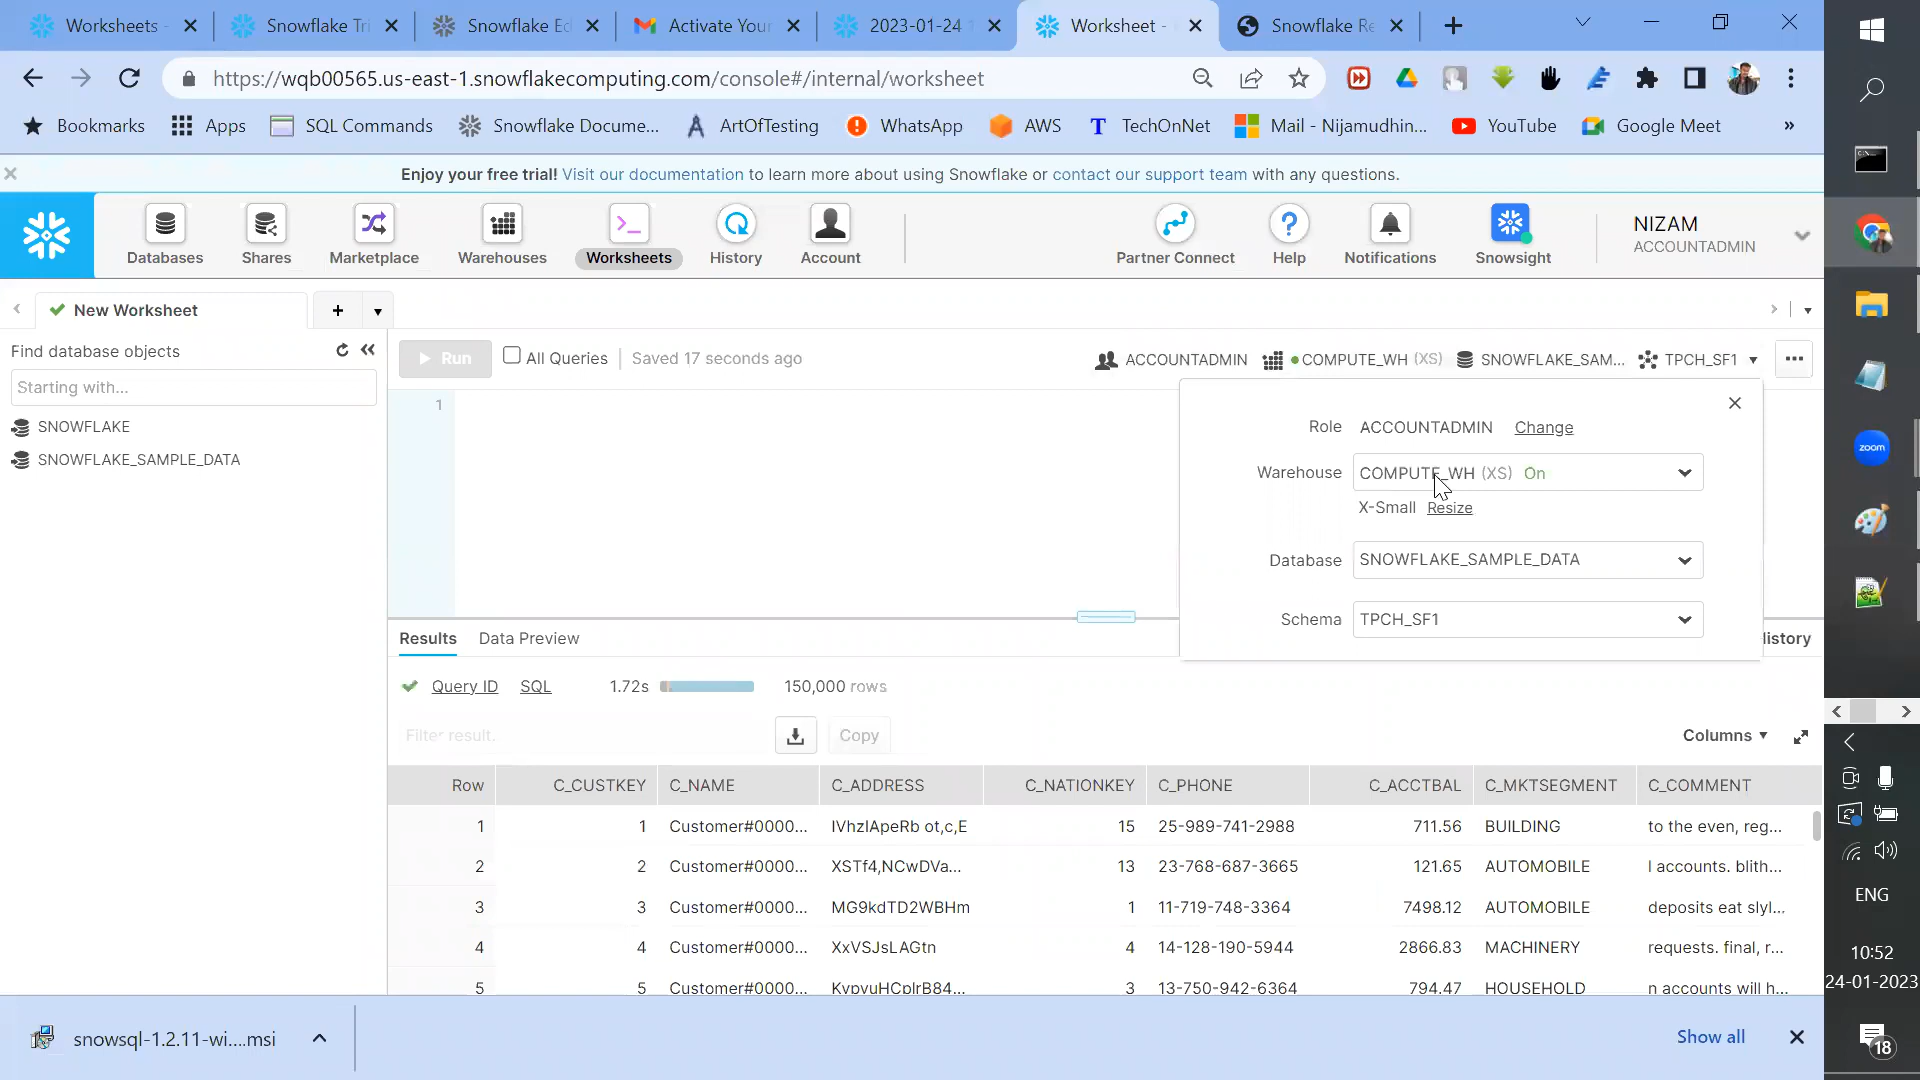 Worksheets -
Snowflake Tri
Snowflake Ed
Activate Your
2023-01-24 1
Worksheet -
Snowflake Re
https://wqb00565.us-east-1.snowflakecomputing.com/console#/internal/worksheet
Bookmarks
Apps
SQL Commands
Snowflake Docume...
ArtOfTesting
WhatsApp
AWS
TechOnNet
Mail - Nijamudhin...
YouTube
Google Meet
»
Enjoy your free trial! Visit our documentation to learn more about using Snowflake or contact our support team with any questions.
Databases
Shares
Marketplace
Warehouses
Worksheets
History
Account
Partner Connect
Help
Notifications
Snowsight
NIZAM
ACCOUNTADMIN
New Worksheet
Find database objects
Starting with...
SNOWFLAKE
SNOWFLAKE_SAMPLE_DATA
Run
All Queries
Saved 17 seconds ago
ACCOUNTADMIN
COMPUTE_WH (XS)
SNOWFLAKE_SAM...
TPCH_SF1
1
Role ACCOUNTADMIN Change
Warehouse COMPUTE_WH (XS) On
X-Small Resize
Database SNOWFLAKE_SAMPLE_DATA
Schema TPCH_SF1
Results Data Preview
listory
Query ID SQL 1.72s 150,000 rows
Filter result.
Copy
Columns
Row C_CUSTKEY C_NAME C_ADDRESS C_NATIONKEY C_PHONE C_ACCTBAL C_MKTSEGMENT C_COMMENT
1 1 Customer#0000... IVhzIApeRb ot,c,E 15 25-989-741-2988 711.56 BUILDING to the even, reg...
2 2 Customer#0000... XSTf4,NCwDVa... 13 23-768-687-3665 121.65 AUTOMOBILE l accounts. blith...
3 3 Customer#0000... MG9kdTD2WBHm 1 11-719-748-3364 7498.12 AUTOMOBILE deposits eat slyl...
4 4 Customer#0000... XxVSJsLAGtn 4 14-128-190-5944 2866.83 MACHINERY requests. final, r...
5 5 Customer#0000... KvpyuHCplrB84... 3 13-750-942-6364 794.47 HOUSEHOLD n accounts will h...
snowsql-1.2.11-wi....msi
Show all
zoom
ENG
10:52
24-01-2023
18